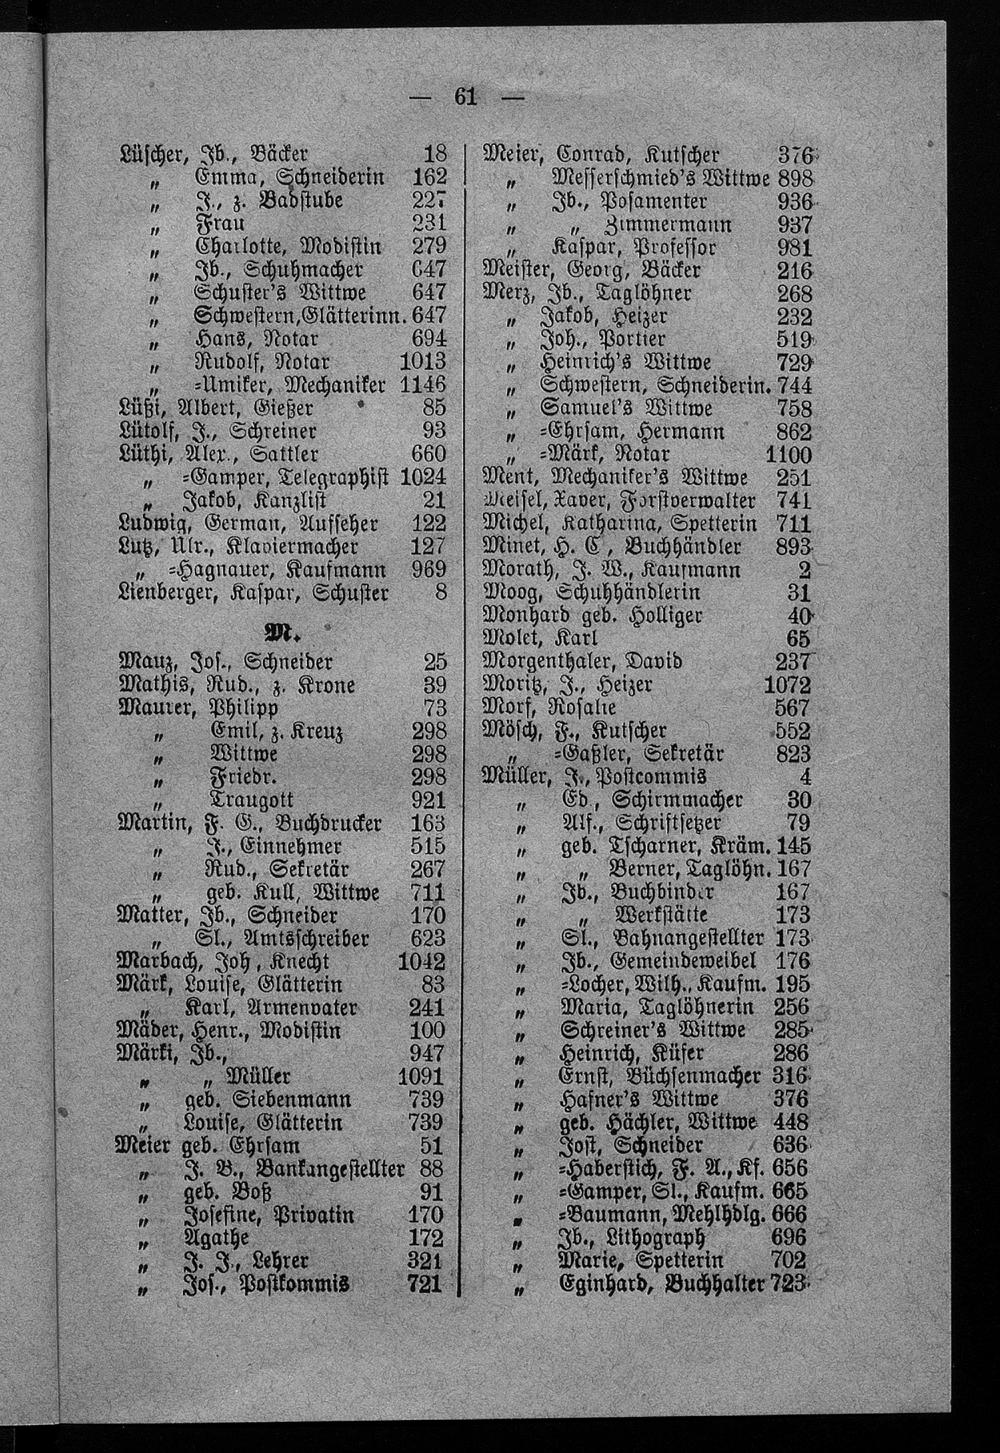 — 61 —
Lüscher, Jb., Bäcker 18
„ Emma, Schneiderin 162
„ J., z. Badstube 227
„ Frau 231
„ Charlotte, Modistin 279
„ Jb., Schuhmacher 647
„ Schuster's Wittwe 647
„ Schwestern, Glätterinn. 647
„ Hans, Notar 694
„ Rudolf, Notar 1013
„ =Umiker, Mechaniker 1146
Lüßi, Albert, Gießer 85
Lütolf, J., Schreiner 93
Lüthi, Alex., Sattler 660
„ =Gamper, Telegraphist 1024
„ Jakob, Kanzlist 21
Ludwig, German, Aufseher 122
Lutz, Ulr., Klaviermacher 127
„ =Hagnauer, Kaufmann 969
Lienberger, Kaspar, Schuster 8
M.
Mauz, Jos., Schneider 25
Mathis, Rud., z. Krone 39
Maurer, Philipp 73
„ Emil, z. Kreuz 298
„ Wittwe 298
„ Friedr. 298
„ Traugott 921
Martin, F. G., Buchdrucker 163
„ J., Einnehmer 515
„ Rud., Sekretär 267
„ geb. Kull, Wittwe 711
Matter, Jb., Schneider 170
„ Sl., Amtsschreiber 623
Marbach, Joh, Knecht 1042
Märk, Louise, Glätterin 83
„ Karl, Armenvater 241
Mäder, Henr., Modistin 100
Märki, Jb., 947
„ „ Müller 1091
„ geb. Siebenmann 739
„ Louise, Glätterin 739
Meier geb. Ehrsam 51
„ J. B., Bankangestellter 88
„ geb. Boß 91
„ Josefine, Privatin 170
„ Agathe 172
„ J. J., Lehrer 321
„ Jos., Postkommis 721
Meier, Conrad, Kutscher 376
„ Messerschmied's Wittwe 898
„ Jb., Posamenter 936
„ „ Zimmermann 937
„ Kaspar, Professor 981
Meister, Georg, Bäcker 216
Merz, Jb., Taglöhner 268
„ Jakob, Heizer 232
„ Joh., Portier 519
„ Heinrich's Wittwe 729
„ Schwestern, Schneiderin. 744
„ Samuel's Wittwe 758
„ =Ehrsam, Hermann 862
„ =Märk, Notar 1100
Ment, Mechaniker's Wittwe 251
Meisel, Xaver, Forstverwalter 741
Michel, Katharina, Spetterin 711
Minet, H. C, Buchhändler 893
Morath, J. W., Kaufmann 2
Moog, Schuhhändlerin 31
Monhard geb. Holliger 40
Molet, Karl 65
Morgenthaler, David 237
Moritz, J., Heizer 1072
Morf, Rosalie 567
Mösch, F., Kutscher 552
„ =Gaßler, Sekretär 823
Müller, J., Postcommis 4
„ Ed., Schirmmacher 30
„ Alf., Schriftsetzer 79
„ geb. Tscharner, Kräm. 145
„ „ Berner, Taglöhn. 167
„ Jb., Buchbinder 167
„ „ Werkstätte 173
„ Sl., Bahnangestellter 173
„ Jb., Gemeindeweibel 176
„ =Locher, Wilh., Kaufm. 195
„ Maria, Taglöhnerin 256
„ Schreiner's Wittwe 285
„ Heinrich, Küfer 286
„ Ernst, Büchsenmacher 316
„ Hafner's Wittwe 376
„ geb. Hächler, Wittwe 448
„ Jost, Schneider 636
„ =Haberstich, F. A., Kf. 656
„ =Gamper, Sl., Kaufm. 665
„ =Baumann, Mehlhdlg. 666
„ Jb., Lithograph 696
„ Marie, Spetterin 702
„ Eginhard, Buchhalter 723